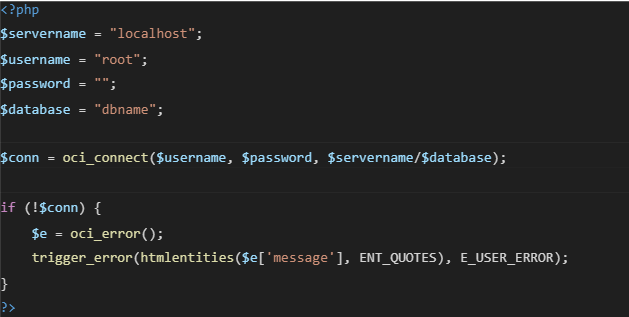 <?php
$servername = "localhost";
$username = "root";
$password = "";
$database = "dbname";
$conn = oci_connect($username, $password, $servername/$database);
if (!$conn) {
    $e = oci_error();
    trigger_error(htmlentities($e['message'], ENT_QUOTES), E_USER_ERROR);
}
?>